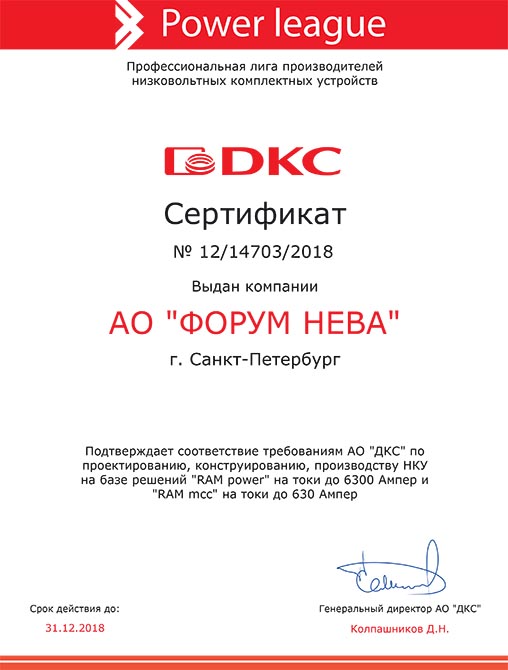 Power league
Профессиональная лига производителей
низковольтных комплектных устройств
DKC
Сертификат
№ 12/14703/2018
Выдан компании
АО "ФОРУМ НЕВА"
г. Санкт-Петербург
Подтверждает соответствие требованиям АО "ДКС" по
проектированию, конструированию, производству НКУ
на базе решений "RAM power" на токи до 6300 Ампер и
"RAM mcc" на токи до 630 Ампер
Срок действия до:
31.12.2018
Генеральный директор АО "ДКС"
Колпашников Д.Н.